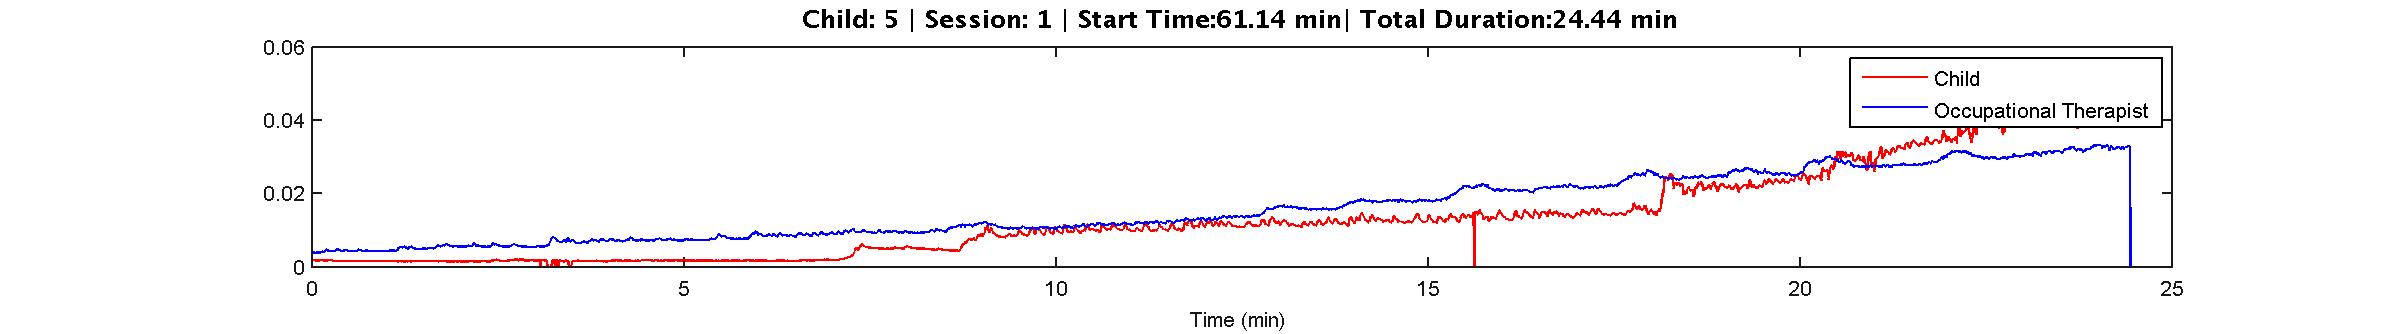 Child: 5 | Session: 1 | Start Time:61.14 min| Total Duration:24.44 min
0.06
0.04
0.02
0
Child
Occupational Therapist
0 5 10 15 20 25
Time (min)